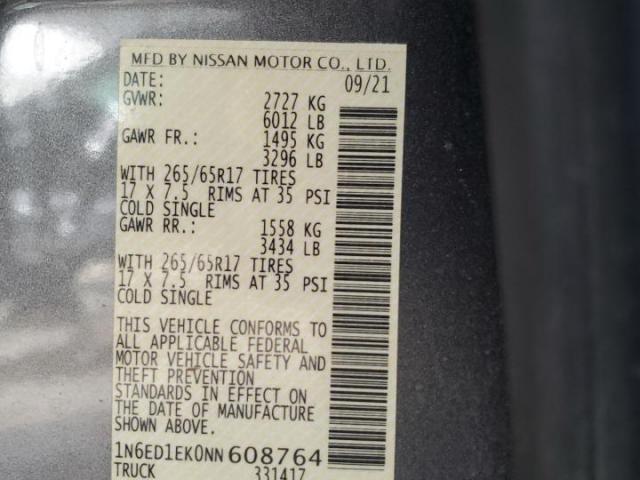 MFD BY NISSAN MOTOR CO., LTD.
DATE: 09/21
GVWR: 2727 KG
6012 LB
GAWR FR.: 1495 KG
3296 LB
WITH 265/65R17 TIRES
17 X 7.5 RIMS AT 35 PSI
COLD SINGLE
GAWR RR.: 1558 KG
3434 LB
WITH 265/65R17 TIRES
17 X 7.5 RIMS AT 35 PSI
COLD SINGLE
THIS VEHICLE CONFORMS TO
ALL APPLICABLE FEDERAL
MOTOR VEHICLE SAFETY AND
THEFT PREVENTION
STANDARDS IN EFFECT ON
THE DATE OF MANUFACTURE
SHOWN ABOVE.
1N6ED1EK0NN608764
TRUCK 331417